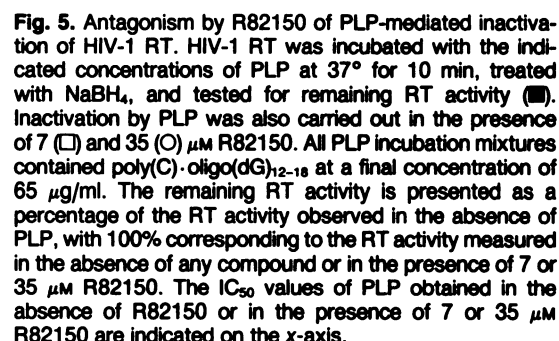 Fig. 5. Antagonism by R82150 of PLP-mediated inactiva-
tion of HIV-1 RT. HIV-1 RT was incubated with the indi-
cated concentrations of PLP at 37° for 10 min, treated
with NaBH₄, and tested for remaining RT activity (■).
Inactivation by PLP was also carried out in the presence
of 7 (□) and 35 (○) μM R82150. All PLP incubation mixtures
contained poly(C)·oligo(dG)₁₂₋₁₈ at a final concentration of
65 μg/ml. The remaining RT activity is presented as a
percentage of the RT activity observed in the absence of
PLP, with 100% corresponding to the RT activity measured
in the absence of any compound or in the presence of 7 or
35 μM R82150. The IC₅₀ values of PLP obtained in the
absence of R82150 or in the presence of 7 or 35 μM
R82150 are indicated on the x-axis.